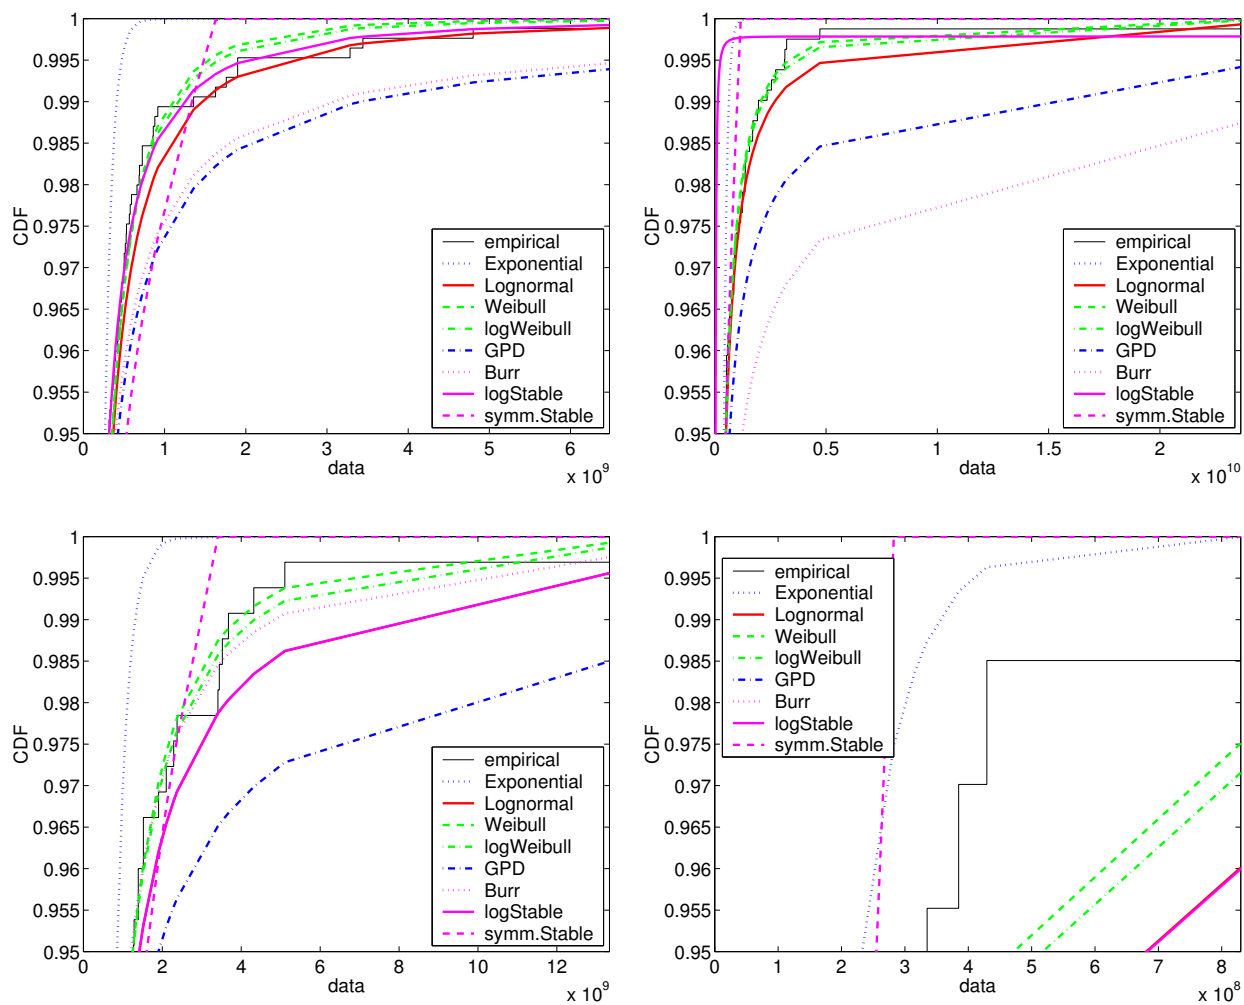 1
0.995
0.99
0.985
0.98
0.975
0.97
0.965
0.96
0.955
0.95
CDF
0 1 2 3 4 5 6
data
x 10^9
empirical
Exponential
Lognormal
Weibull
logWeibull
GPD
Burr
logStable
symm.Stable
1
0.995
0.99
0.985
0.98
0.975
0.97
0.965
0.96
0.955
0.95
CDF
0 0.5 1 1.5 2
data
x 10^10
empirical
Exponential
Lognormal
Weibull
logWeibull
GPD
Burr
logStable
symm.Stable
1
0.995
0.99
0.985
0.98
0.975
0.97
0.965
0.96
0.955
0.95
CDF
0 2 4 6 8 10 12
data
x 10^9
empirical
Exponential
Lognormal
Weibull
logWeibull
GPD
Burr
logStable
symm.Stable
1
0.995
0.99
0.985
0.98
0.975
0.97
0.965
0.96
0.955
0.95
CDF
0 1 2 3 4 5 6 7 8
data
x 10^8
empirical
Exponential
Lognormal
Weibull
logWeibull
GPD
Burr
logStable
symm.Stable